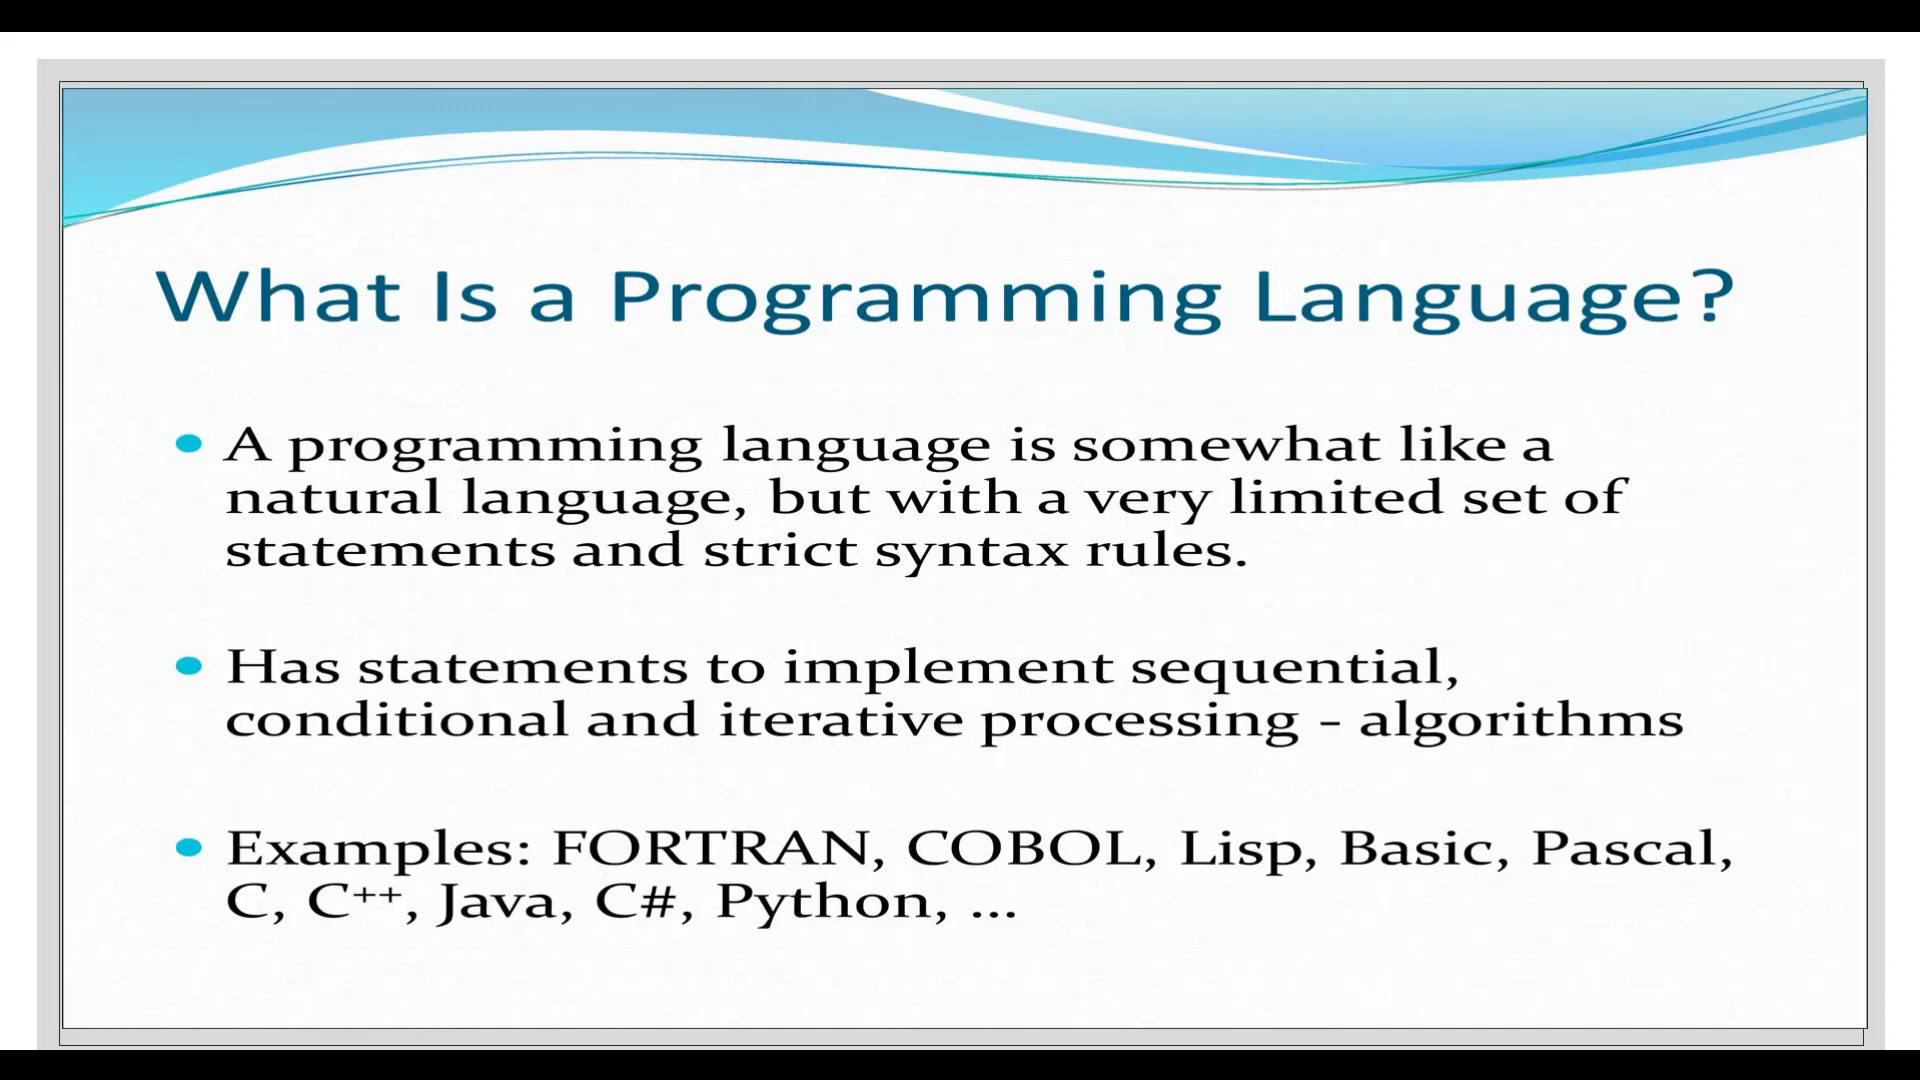 What Is a Programming Language?
• A programming language is somewhat like a
natural language, but with a very limited set of
statements and strict syntax rules.
• Has statements to implement sequential,
conditional and iterative processing - algorithms
• Examples: FORTRAN, COBOL, Lisp, Basic, Pascal,
C, C⁺⁺, Java, C#, Python, ...